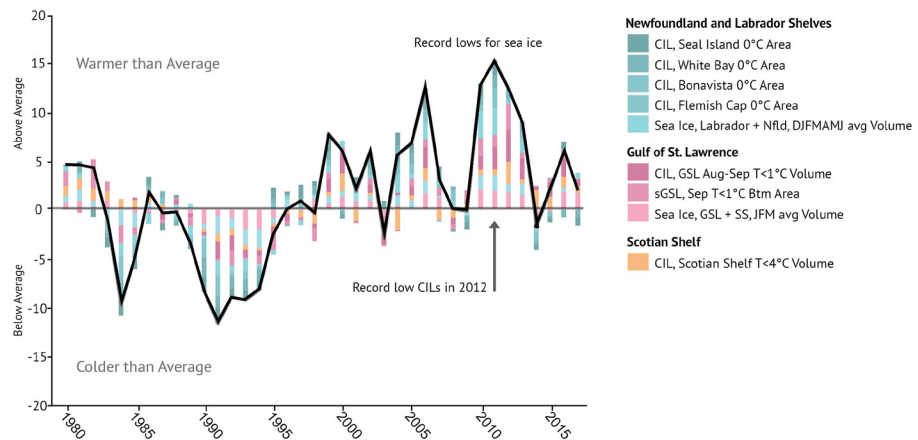 20
15
10
5
0
-5
-10
-15
-20
Above Average
Below Average
Warmer than Average
Colder than Average
Record lows for sea ice
Record low CILs in 2012
1980
1985
1990
1995
2000
2005
2010
2015
Newfoundland and Labrador Shelves
CIL, Seal Island 0°C Area
CIL, White Bay 0°C Area
CIL, Bonavista 0°C Area
CIL, Flemish Cap 0°C Area
Sea Ice, Labrador + Nfld, DJFMAMJ avg Volume
Gulf of St. Lawrence
CIL, GSL Aug-Sep T<1°C Volume
sGSL, Sep T<1°C Btm Area
Sea Ice, GSL + SS, JFM avg Volume
Scotian Shelf
CIL, Scotian Shelf T<4°C Volume